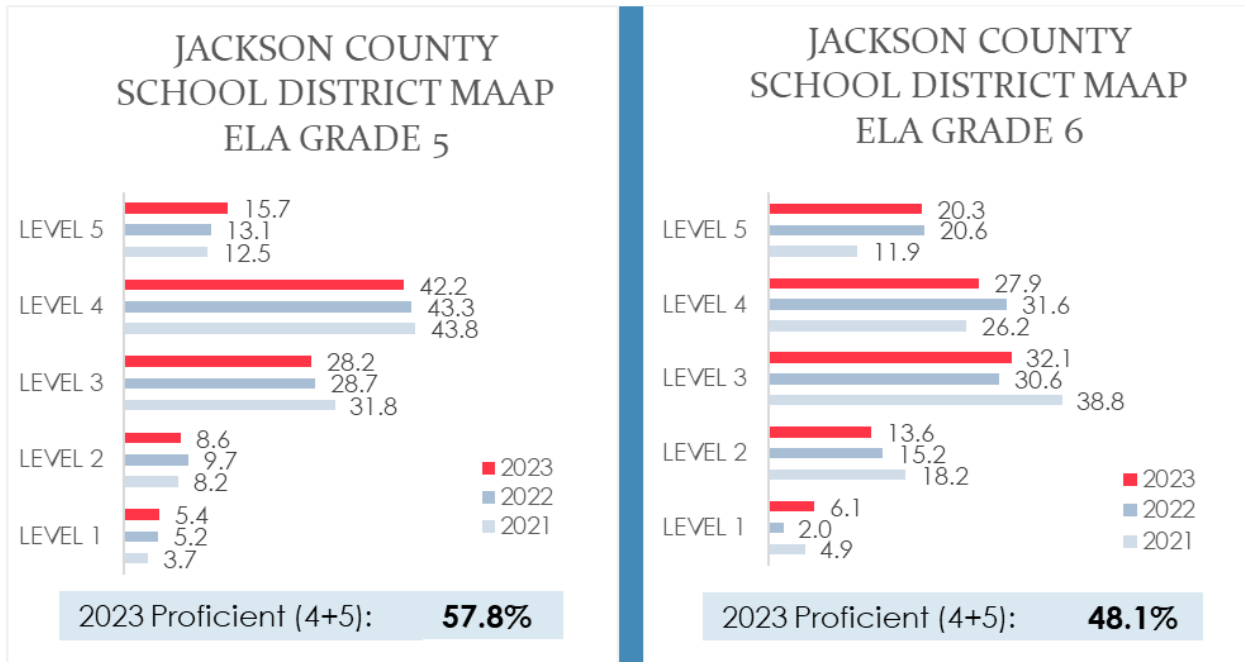 JACKSON COUNTY
SCHOOL DISTRICT MAAP
ELA GRADE 5
LEVEL 5
15.7
13.1
12.5
LEVEL 4
42.2
43.3
43.8
LEVEL 3
28.2
28.7
31.8
LEVEL 2
8.6
9.7
8.2
LEVEL 1
5.4
5.2
3.7
2023
2022
2021
2023 Proficient (4+5): 57.8%
JACKSON COUNTY
SCHOOL DISTRICT MAAP
ELA GRADE 6
LEVEL 5
20.3
20.6
11.9
LEVEL 4
27.9
31.6
26.2
LEVEL 3
32.1
30.6
38.8
LEVEL 2
13.6
15.2
18.2
LEVEL 1
6.1
2.0
4.9
2023
2022
2021
2023 Proficient (4+5): 48.1%